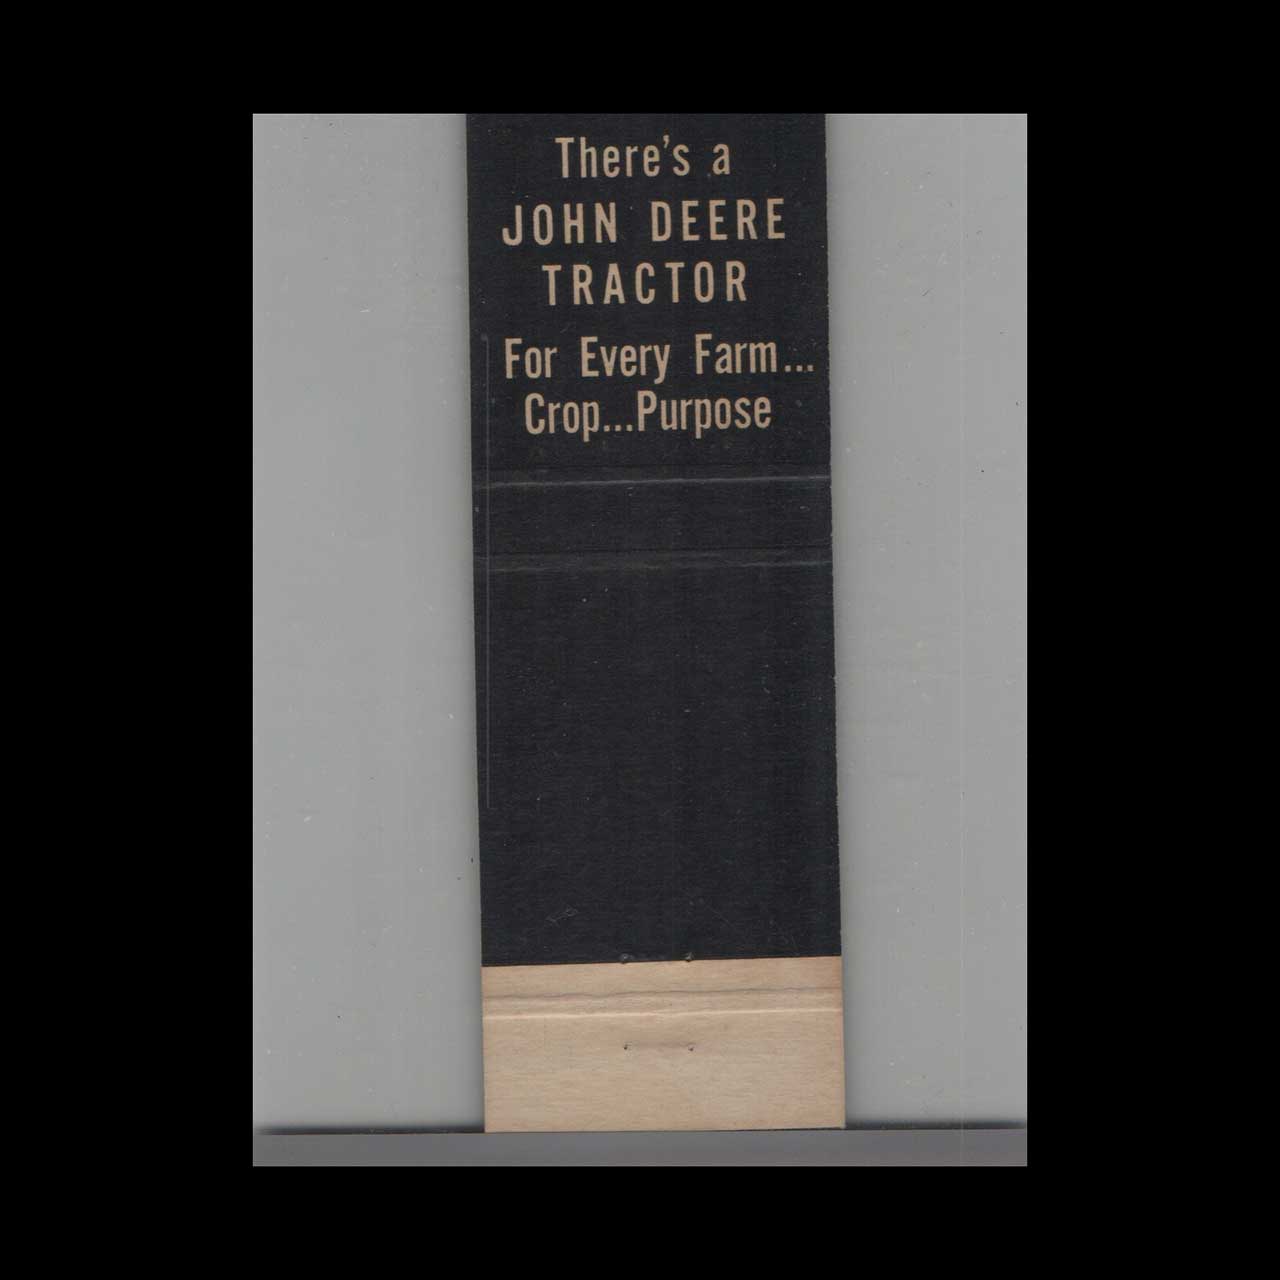 There's a
JOHN DEERE
TRACTOR
For Every Farm...
Crop...Purpose